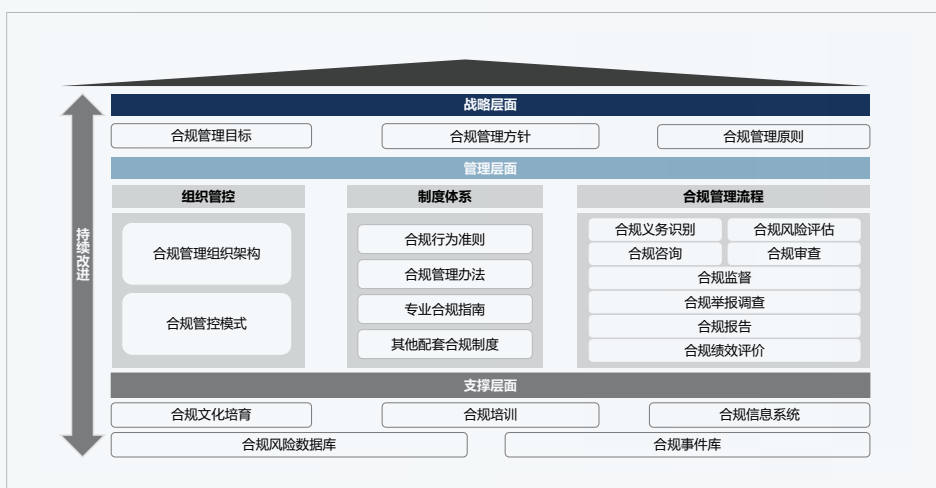 战略层面
合规管理目标
合规管理方针
合规管理原则
管理层面
组织管控
制度体系
合规管理流程
合规管理组织架构
合规管控模式
合规行为准则
合规管理办法
专业合规指南
其他配套合规制度
合规义务识别
合规风险评估
合规咨询
合规审查
合规监督
合规举报调查
合规报告
合规绩效评价
支撑层面
合规文化培育
合规培训
合规信息系统
合规风险数据库
合规事件库
持续改进